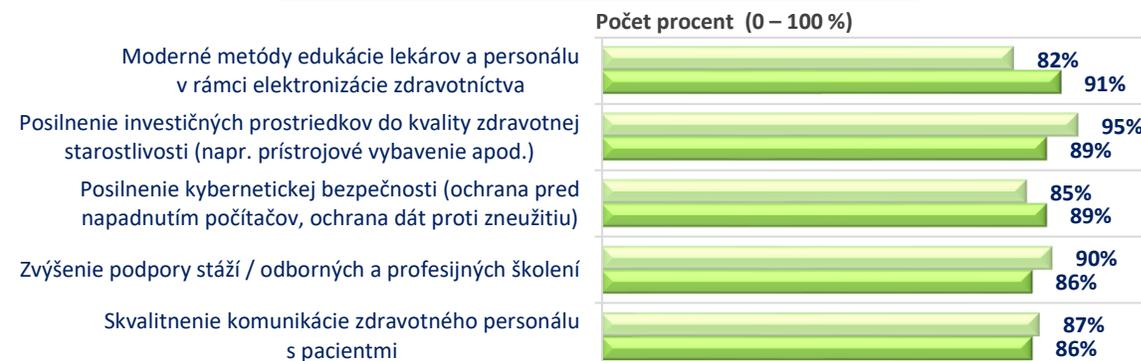 Počet procent (0 – 100 %)
Moderné metódy edukácie lekárov a personálu
v rámci elektronizácie zdravotníctva
82%
91%
Posilnenie investičných prostriedkov do kvality zdravotnej
starostlivosti (napr. prístrojové vybavenie apod.)
95%
89%
Posilnenie kybernetickej bezpečnosti (ochrana pred
napadnutím počítačov, ochrana dát proti zneužitiu)
85%
89%
Zvýšenie podpory stáží / odborných a profesijných školení
90%
86%
Skvalitnenie komunikácie zdravotného personálu
s pacientmi
87%
86%